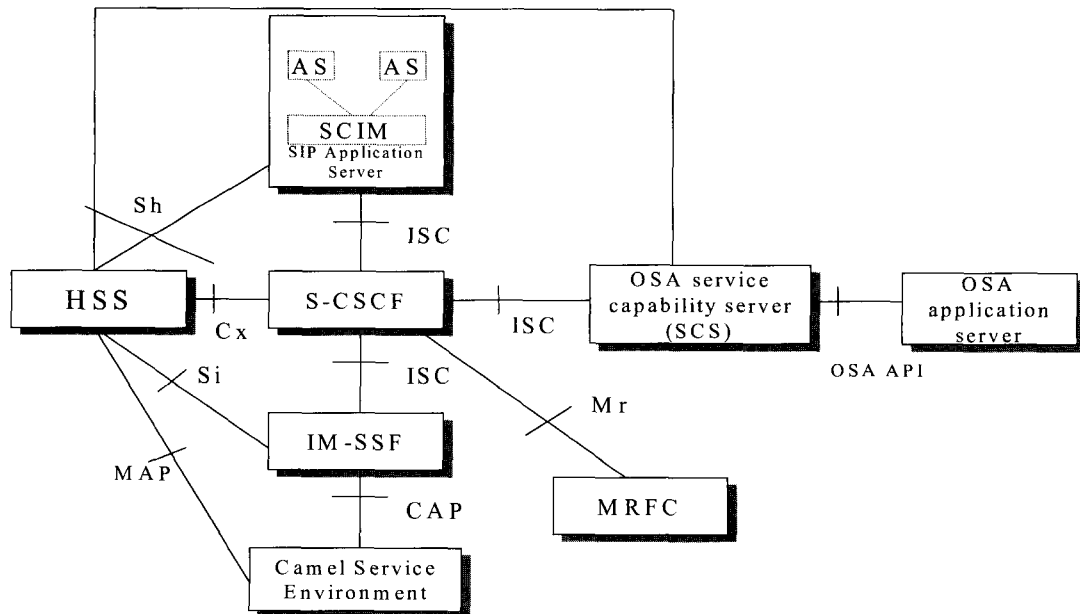 AS AS
SCIM
SIP Application
Server
Sh
ISC
HSS
S-CSCF
OSA service
capability server
(SCS)
OSA
application
server
Cx
ISC
OSA API
Si
ISC
Mr
IM-SSF
MAP
CAP
MRFC
Camel Service
Environment